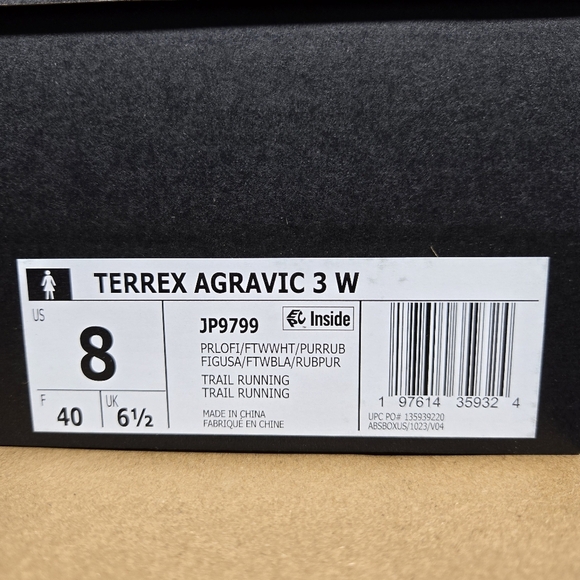 TERREX AGRAVIC 3 W
US
8
F
40
UK
6½
JP9799
Inside
PRLOFI/FTWWHT/PURRUB
FIGUSA/FTWBLA/RUBPUR
TRAIL RUNNING
TRAIL RUNNING
MADE IN CHINA
FABRIQUÉ EN CHINE
1 97614 35932 4
UPC PO# 135939220
ABSBOXUS/1023/V04